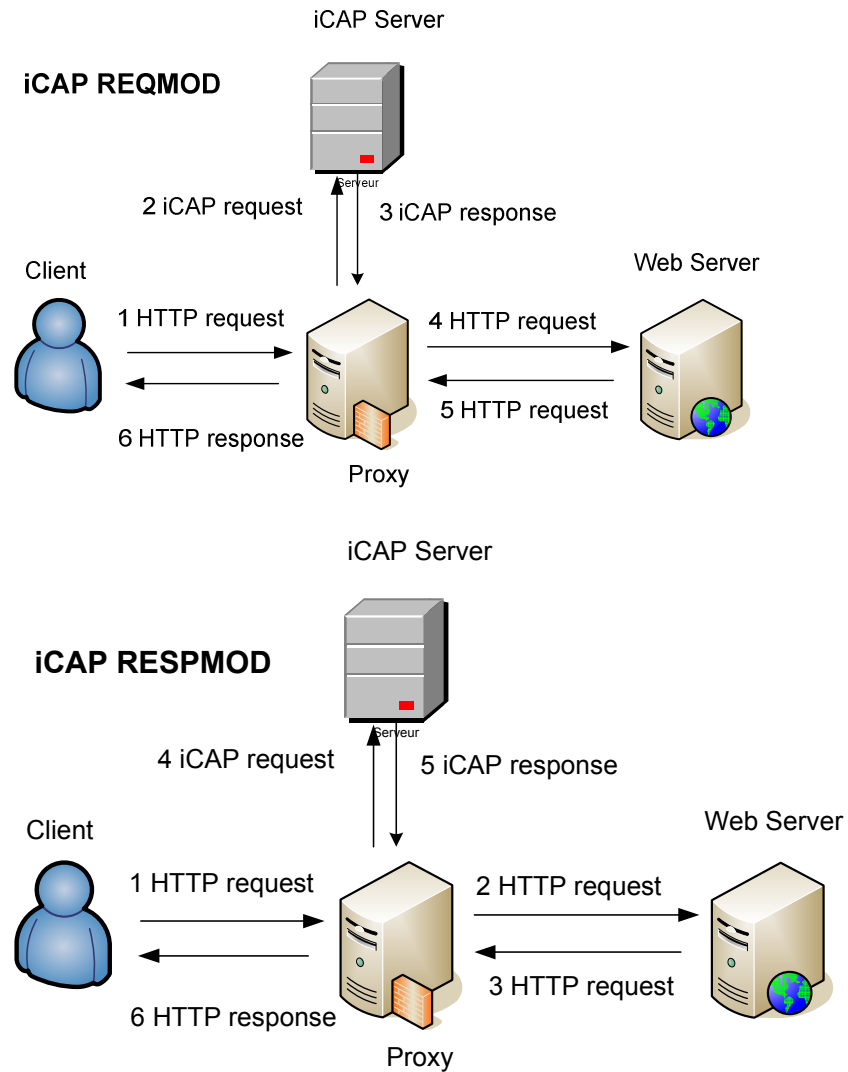 iCAP Server
iCAP REQMOD
Serveur
2 iCAP request
3 iCAP response
Client
Web Server
1 HTTP request
4 HTTP request
5 HTTP request
6 HTTP response
Proxy
iCAP Server
iCAP RESPMOD
Serveur
4 iCAP request
5 iCAP response
Client
Web Server
1 HTTP request
2 HTTP request
3 HTTP request
6 HTTP response
Proxy